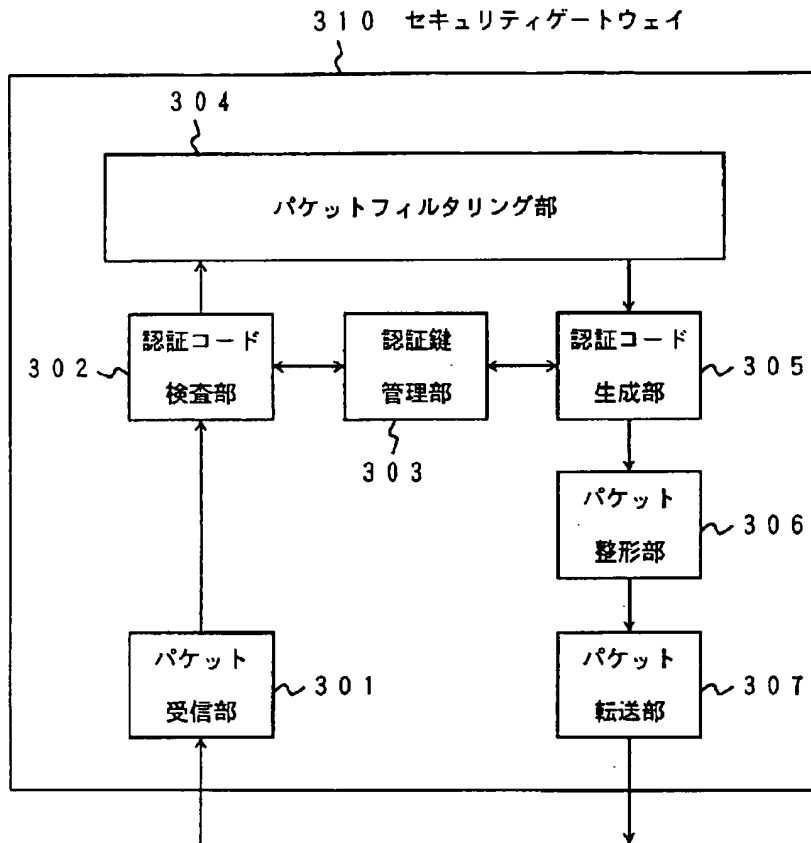 310 セキュリティゲートウェイ
304
パケットフィルタリング部
302
認証コード
検査部
認証鍵
管理部
303
認証コード
生成部
305
パケット
整形部
306
パケット
受信部
301
パケット
転送部
307